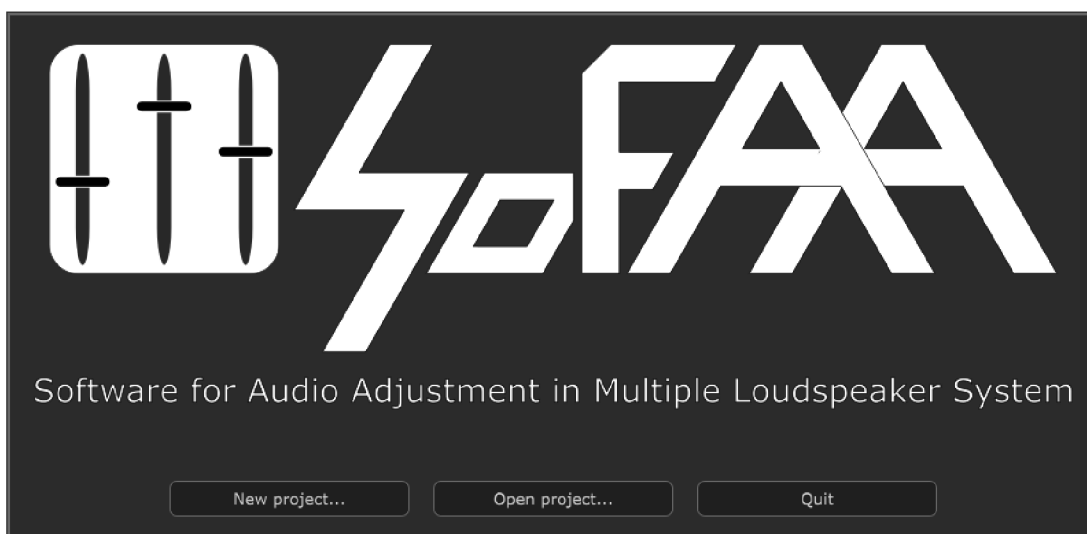 SoFAA
Software for Audio Adjustment in Multiple Loudspeaker System
New project... Open project... Quit